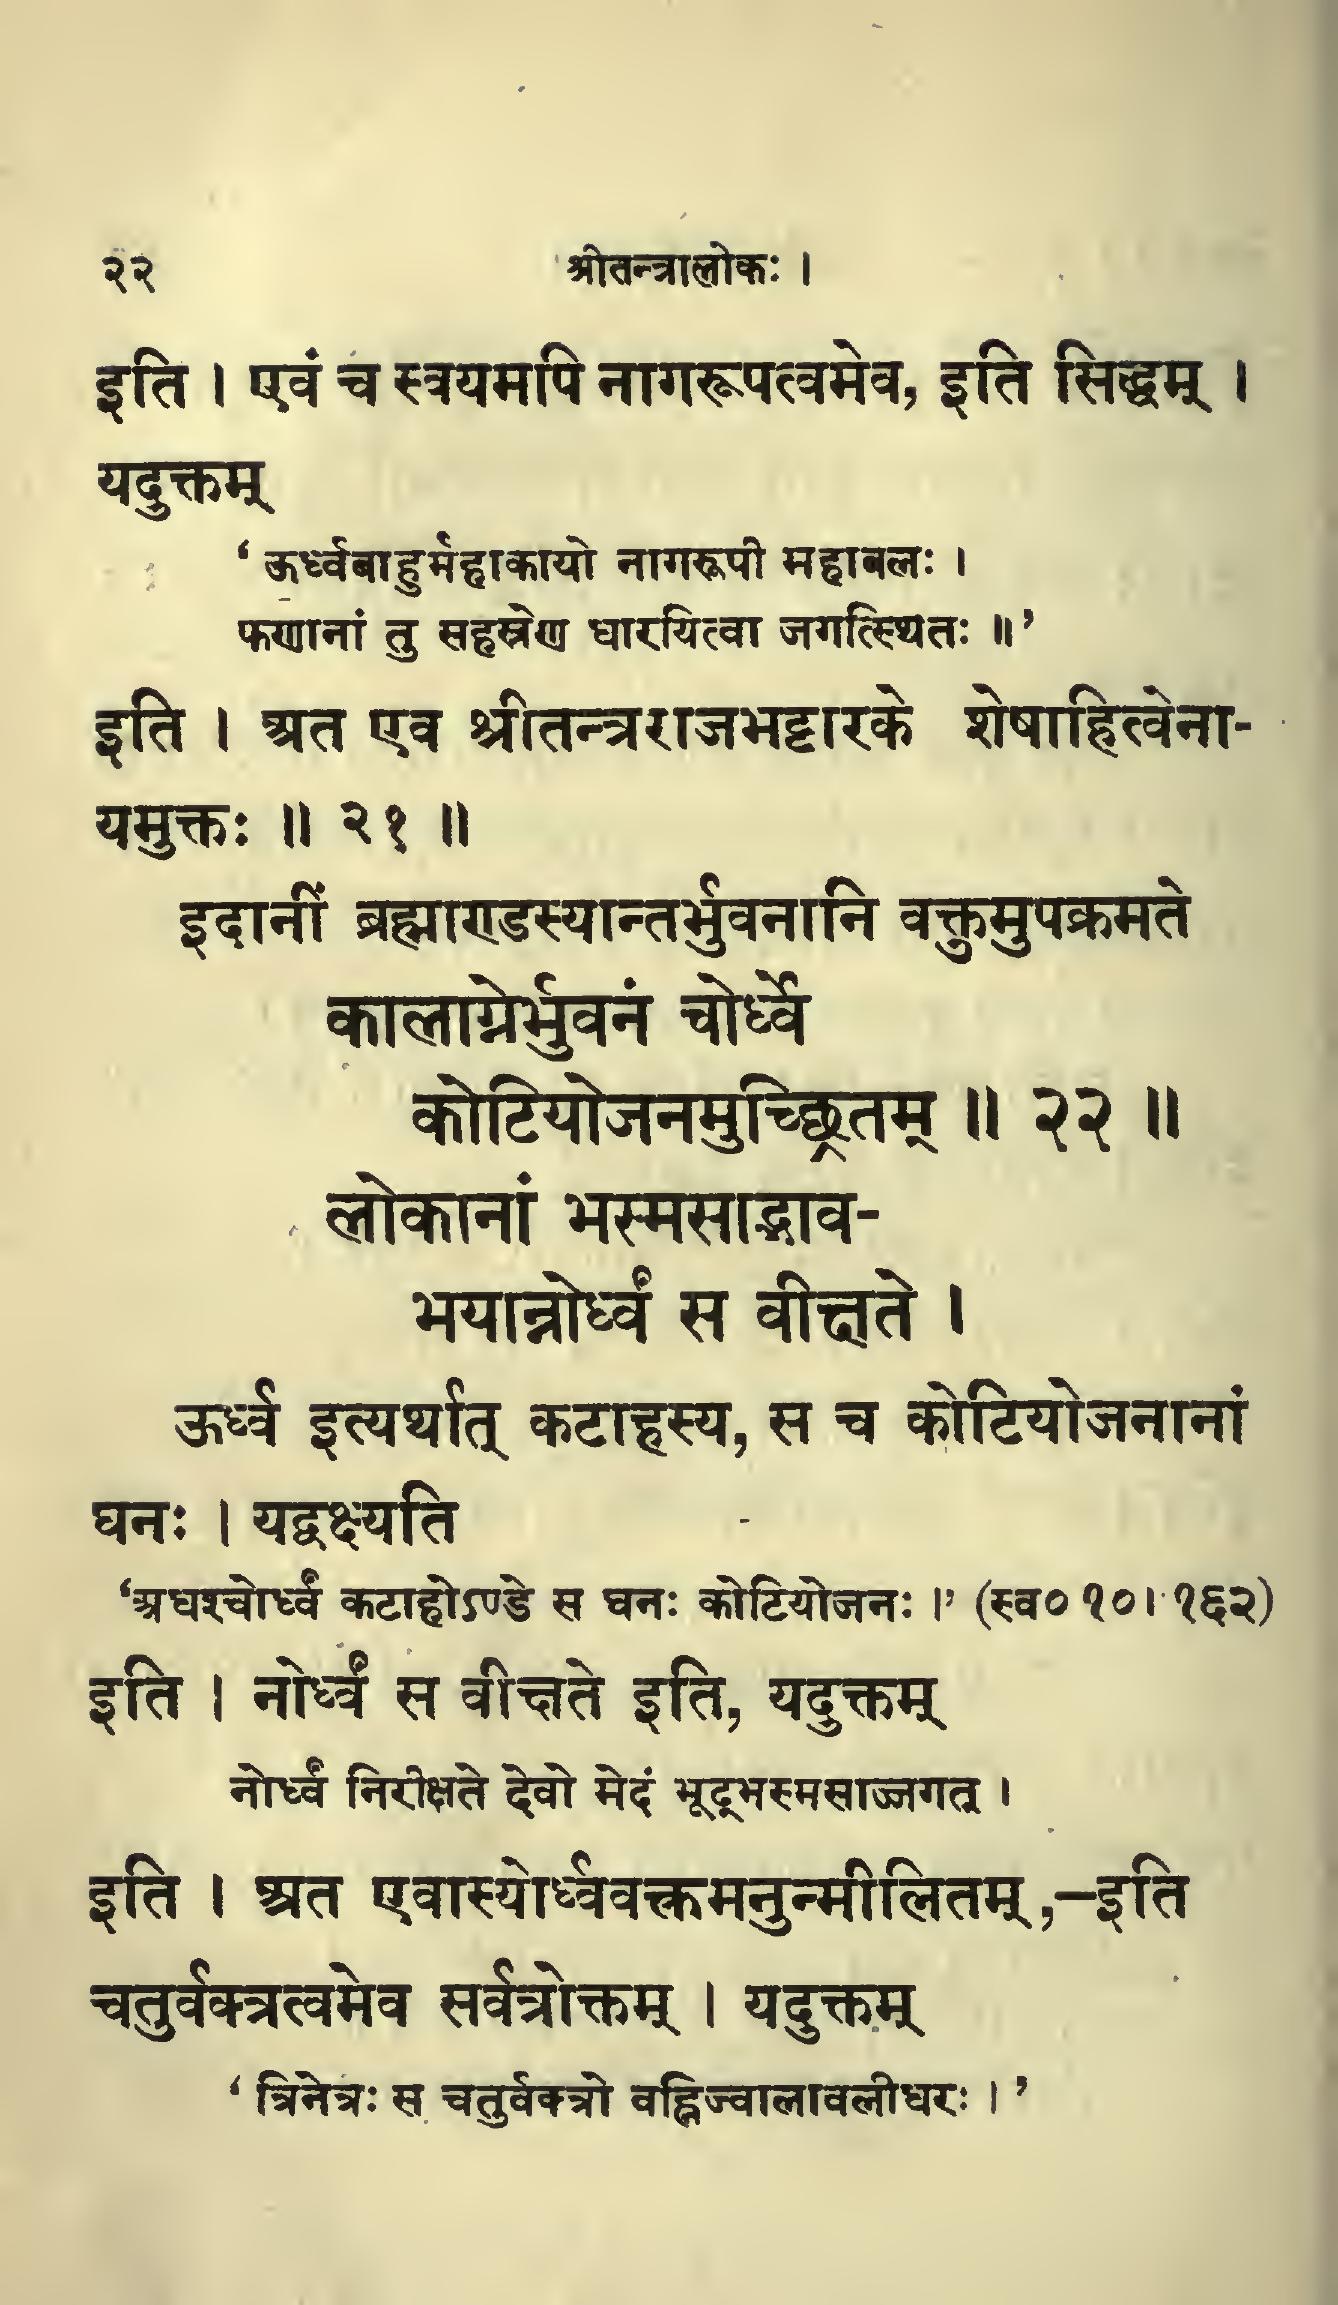 २२ श्रीतन्त्रालोकः ।
इति । एवं च स्वयमपि नागरूपत्वमेव, इति सिद्धम् ।
यदुक्तम्
‘ ऊर्ध्वबाहुर्महाकायो नागरूपी महाबलः ।
फणानां तु सहस्रेण धारयित्वा जगत्स्थितः ॥’
इति । अत एव श्रीतन्त्रराजभट्टारके शेषाहित्वेना-
यमुक्तः ॥ २१ ॥
इदानीं ब्रह्माण्डस्यान्तर्भुवनानि वक्तुमुपक्रमते
कालाग्नेर्भुवनं चोर्ध्वे
कोटियोजनमुच्छ्रितम् ॥ २२ ॥
लोकानां भस्मसाद्भाव-
भयान्नोर्ध्वं स वीक्षते ।
ऊर्ध्व इत्यर्थात् कटाहस्य, स च कोटियोजनानां
घनः । यद्वक्ष्यति
‘अधश्चोर्ध्वं कटाहोऽण्डे स घनः कोटियोजनः ।’ (स्व० १०। १६२)
इति । नोर्ध्वं स वीक्षते इति, यदुक्तम्
नोर्ध्वं निरीक्षते देवो मेदं भूद्भस्मसाज्जगत् ।
इति । अत एवास्योर्ध्ववक्त्रमनुन्मीलितम् ,—इति
चतुर्वक्त्रत्वमेव सर्वत्रोक्तम् । यदुक्तम्
‘ त्रिनेत्रः स चतुर्वक्त्रो वह्निज्वालावलीधरः । ’